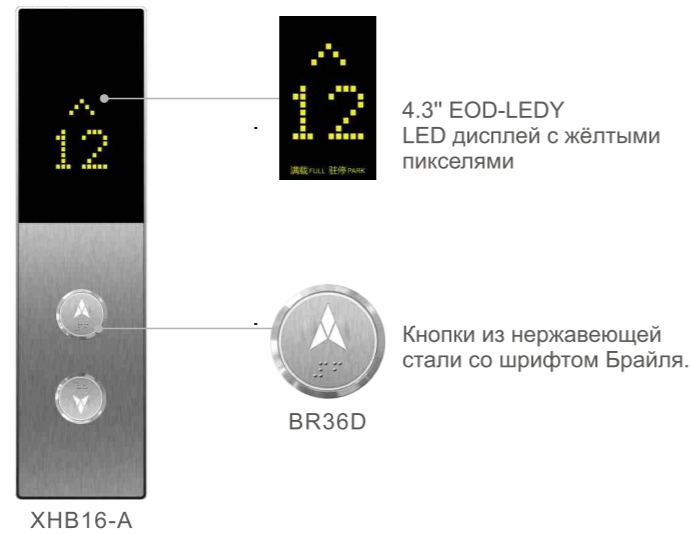 12
12
满载FULL 驻停PARK
4.3" EOD-LEDY
LED дисплей с жёлтыми
пикселями
Кнопки из нержавеющей
стали со шрифтом Брайля.
BR36D
XHB16-A